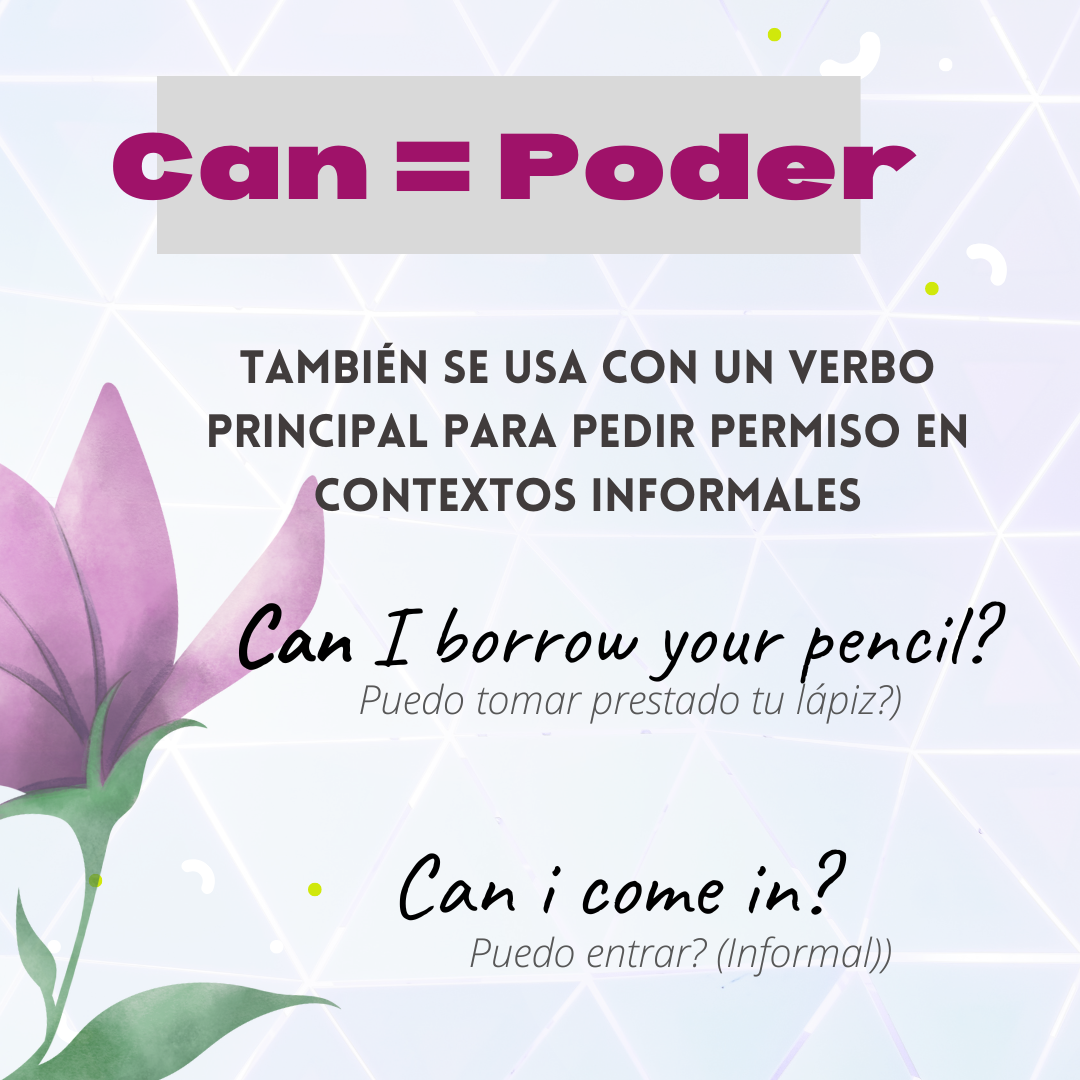 Can = Poder
TAMBIÉN SE USA CON UN VERBO
PRINCIPAL PARA PEDIR PERMISO EN
CONTEXTOS INFORMALES
Can I borrow your pencil?
Puedo tomar prestado tu lápiz?)
Can i come in?
Puedo entrar? (Informal))